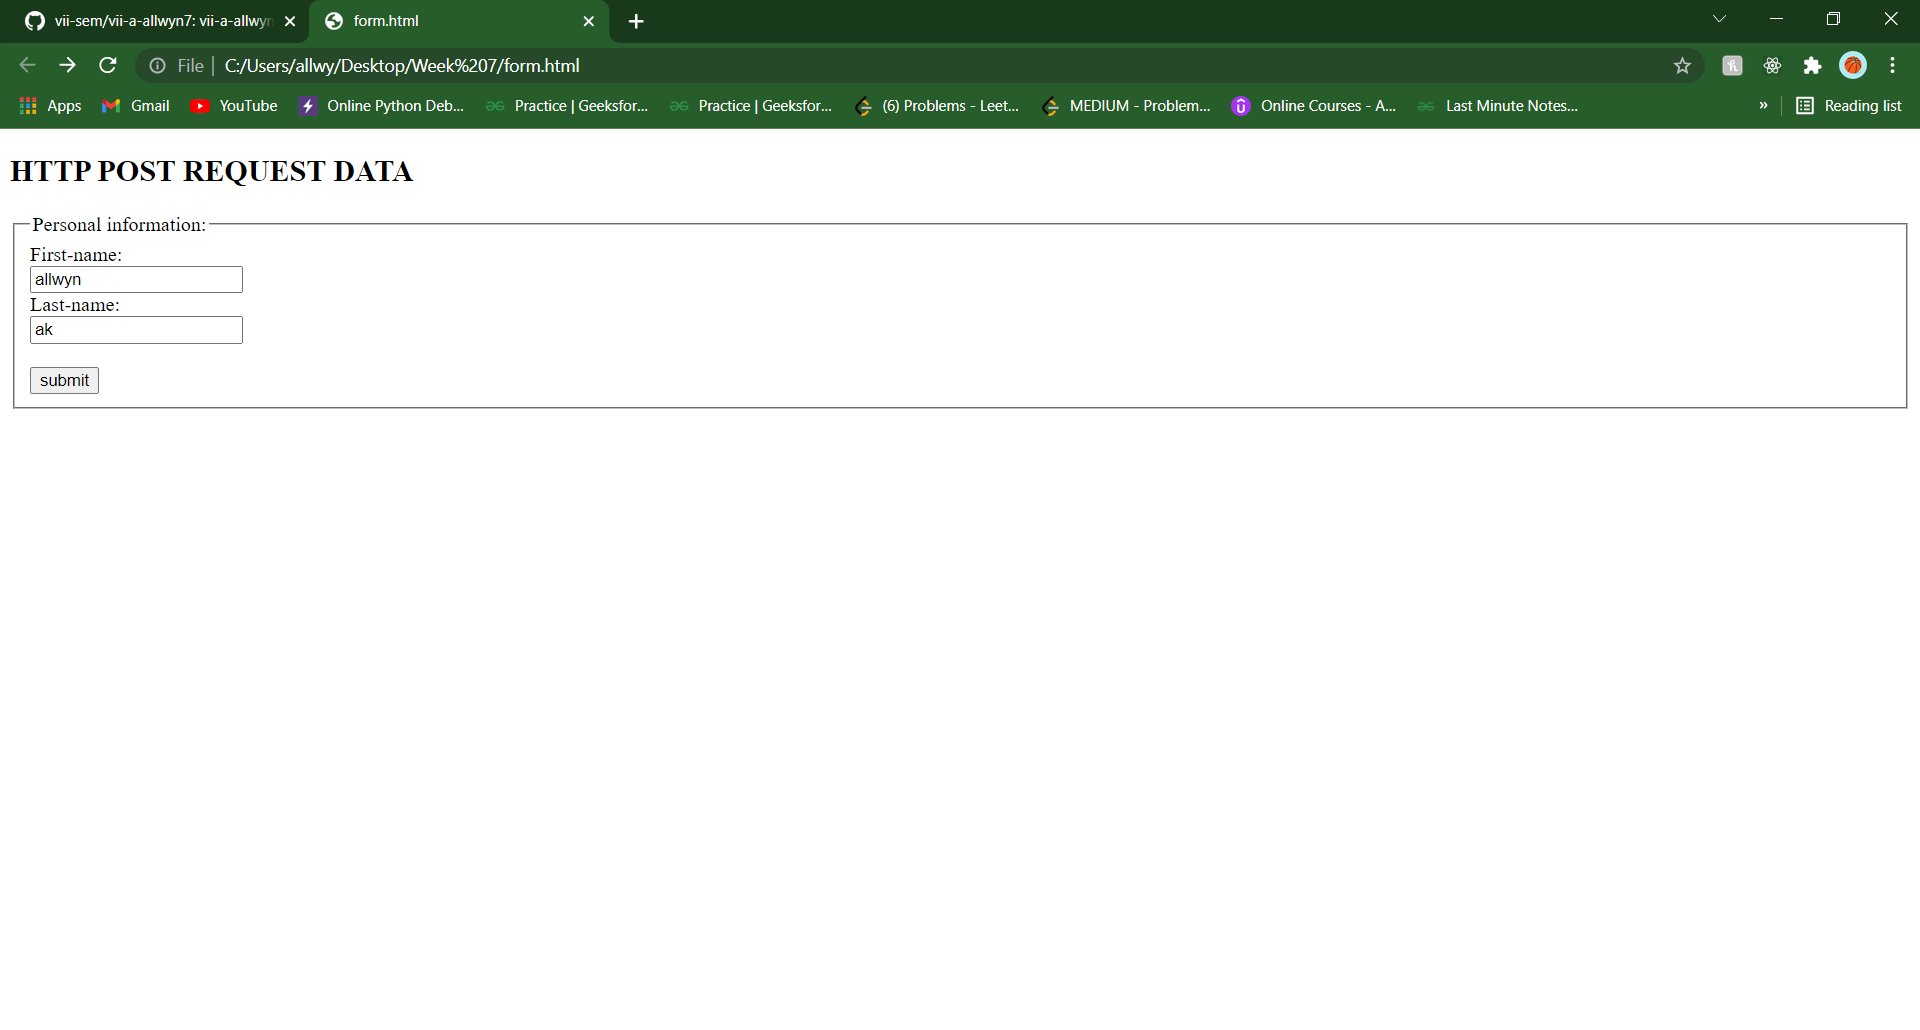 vii-sem/vii-a-allwyn7: vii-a-allwyn
form.html
File | C:/Users/allwy/Desktop/Week%207/form.html
Apps
Gmail
YouTube
Online Python Deb...
Practice | Geeksfor...
Practice | Geeksfor...
(6) Problems - Leet...
MEDIUM - Problem...
Online Courses - A...
Last Minute Notes...
»
Reading list
HTTP POST REQUEST DATA
Personal information:
First-name:
allwyn
Last-name:
ak
submit